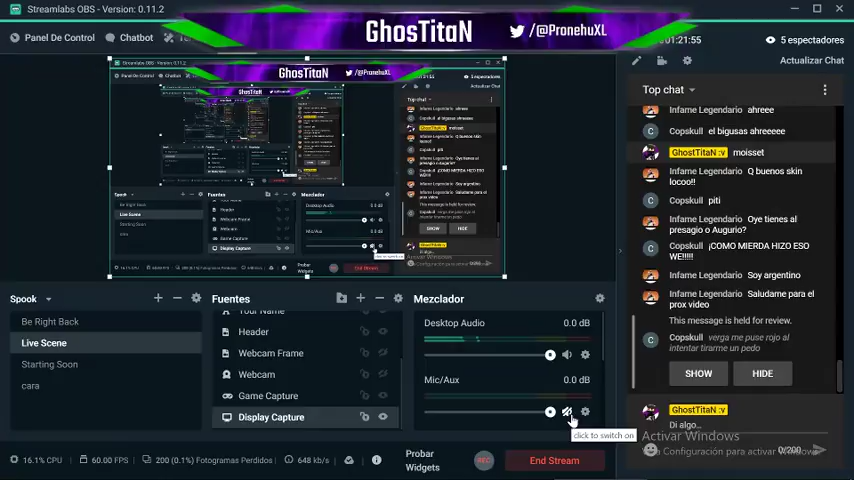 Streamlabs OBS - Version: 0.11.2
GhosTitaN
/@PronehuXL
Panel De Control
Chatbot
01:21:55
5 espectadores
Actualizar Chat
Top chat
Infame Legendario ahreee
Copskull el bigusas ahreeeee
GhostTitaN :v moisset
Infame Legendario Q buenos skin
locoo!!
Copskull piti
Infame Legendario Oye tienes al
presagio o Augurio?
Copskull ¡COMO MIERDA HIZO ESO
WE!!!!!
Infame Legendario Soy argentino
Infame Legendario Saludame para el
prox video
This message is held for review.
Copskull verga me puse rojo al
intentar tirarme un pedo
SHOW
HIDE
GhostTitaN :v
Di algo...
0/200
Activar Windows
Ve a Configuración para activar Windows.
Spook
Be Right Back
Live Scene
Starting Soon
cara
Fuentes
Your Name
Header
Webcam Frame
Webcam
Game Capture
Display Capture
Mezclador
Desktop Audio
0.0 dB
Mic/Aux
0.0 dB
click to switch on
16.1% CPU
60.00 FPS
200 (0.1%) Fotogramas Perdidos
648 kb/s
Probar
Widgets
REC
End Stream